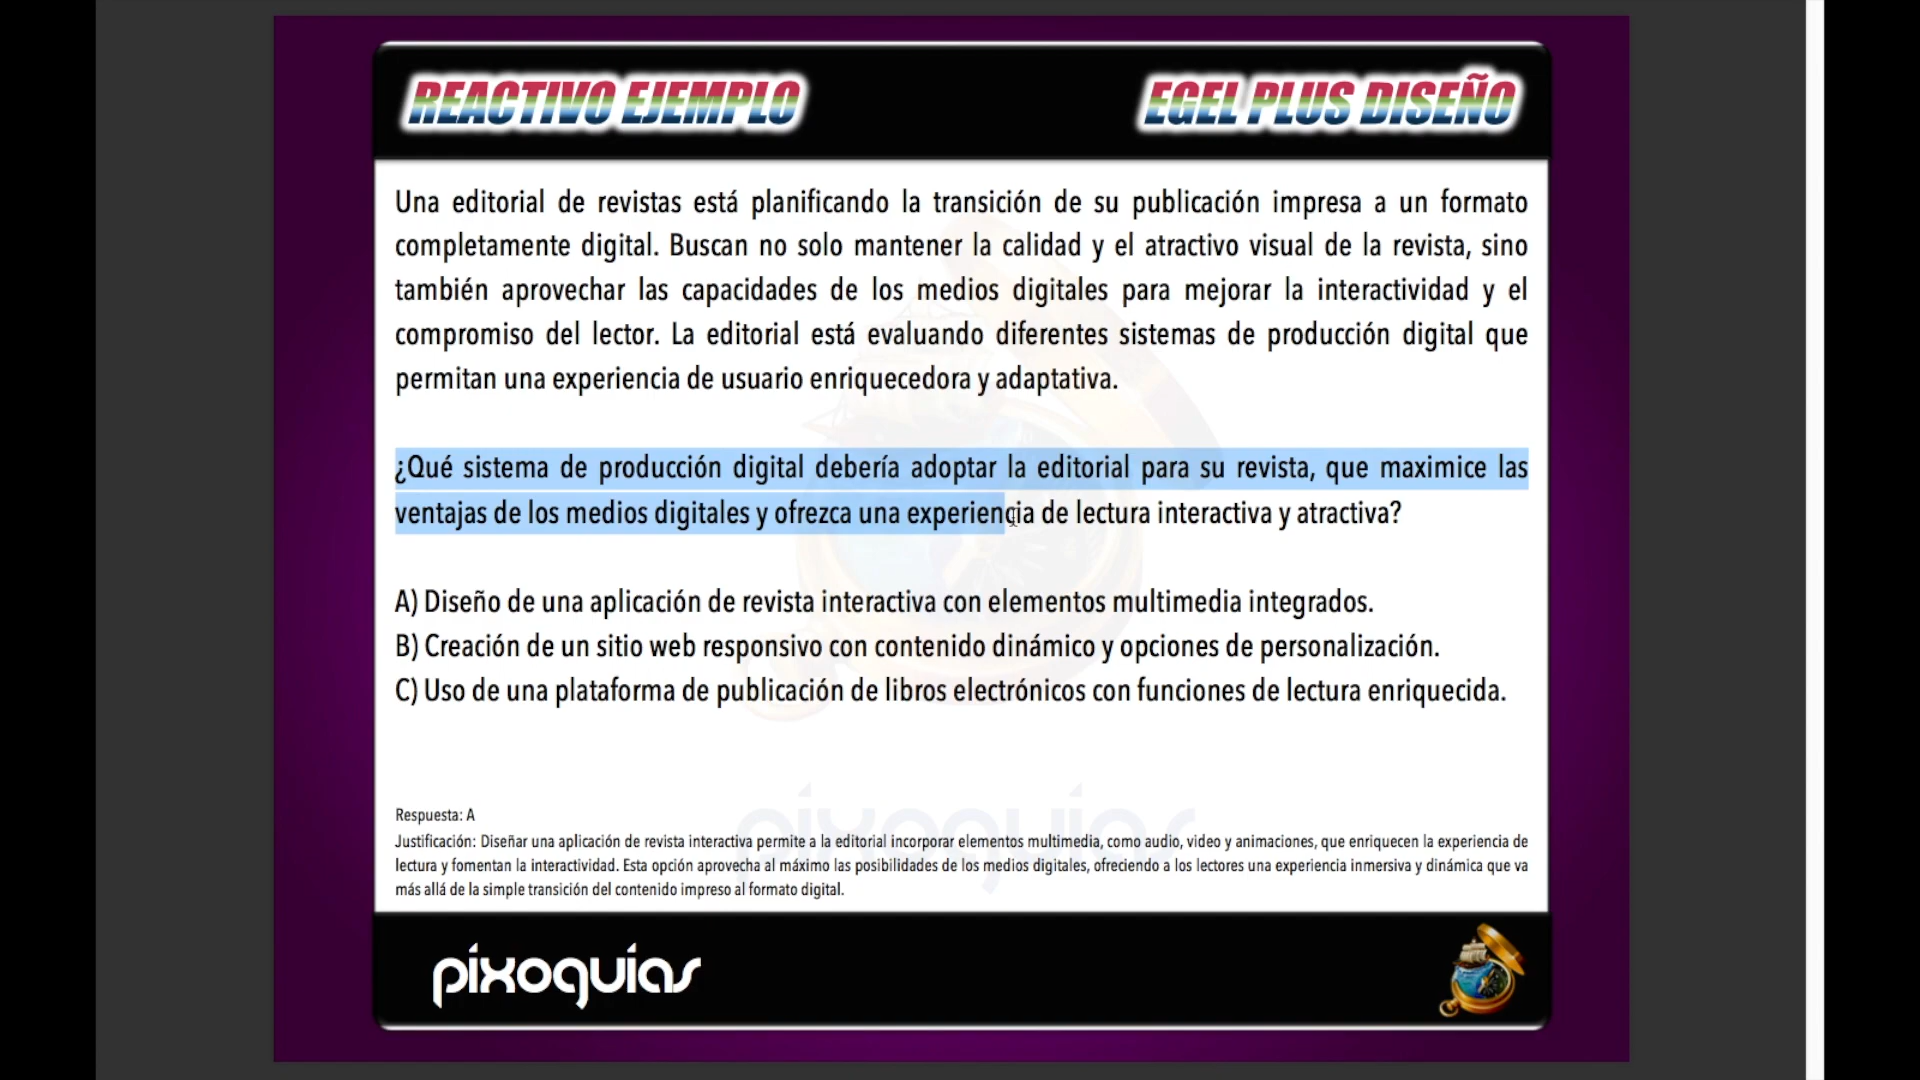 REACTIVO EJEMPLO
EGEL PLUS DISEÑO
Una editorial de revistas está planificando la transición de su publicación impresa a un formato
completamente digital. Buscan no solo mantener la calidad y el atractivo visual de la revista, sino
también aprovechar las capacidades de los medios digitales para mejorar la interactividad y el
compromiso del lector. La editorial está evaluando diferentes sistemas de producción digital que
permitan una experiencia de usuario enriquecedora y adaptativa.
¿Qué sistema de producción digital debería adoptar la editorial para su revista, que maximice las
ventajas de los medios digitales y ofrezca una experiencia de lectura interactiva y atractiva?
A) Diseño de una aplicación de revista interactiva con elementos multimedia integrados.
B) Creación de un sitio web responsivo con contenido dinámico y opciones de personalización.
C) Uso de una plataforma de publicación de libros electrónicos con funciones de lectura enriquecida.
Respuesta: A
Justificación: Diseñar una aplicación de revista interactiva permite a la editorial incorporar elementos multimedia, como audio, video y animaciones, que enriquecen la experiencia de
lectura y fomentan la interactividad. Esta opción aprovecha al máximo las posibilidades de los medios digitales, ofreciendo a los lectores una experiencia inmersiva y dinámica que va
más allá de la simple transición del contenido impreso al formato digital.
pixoguias
pixoguias